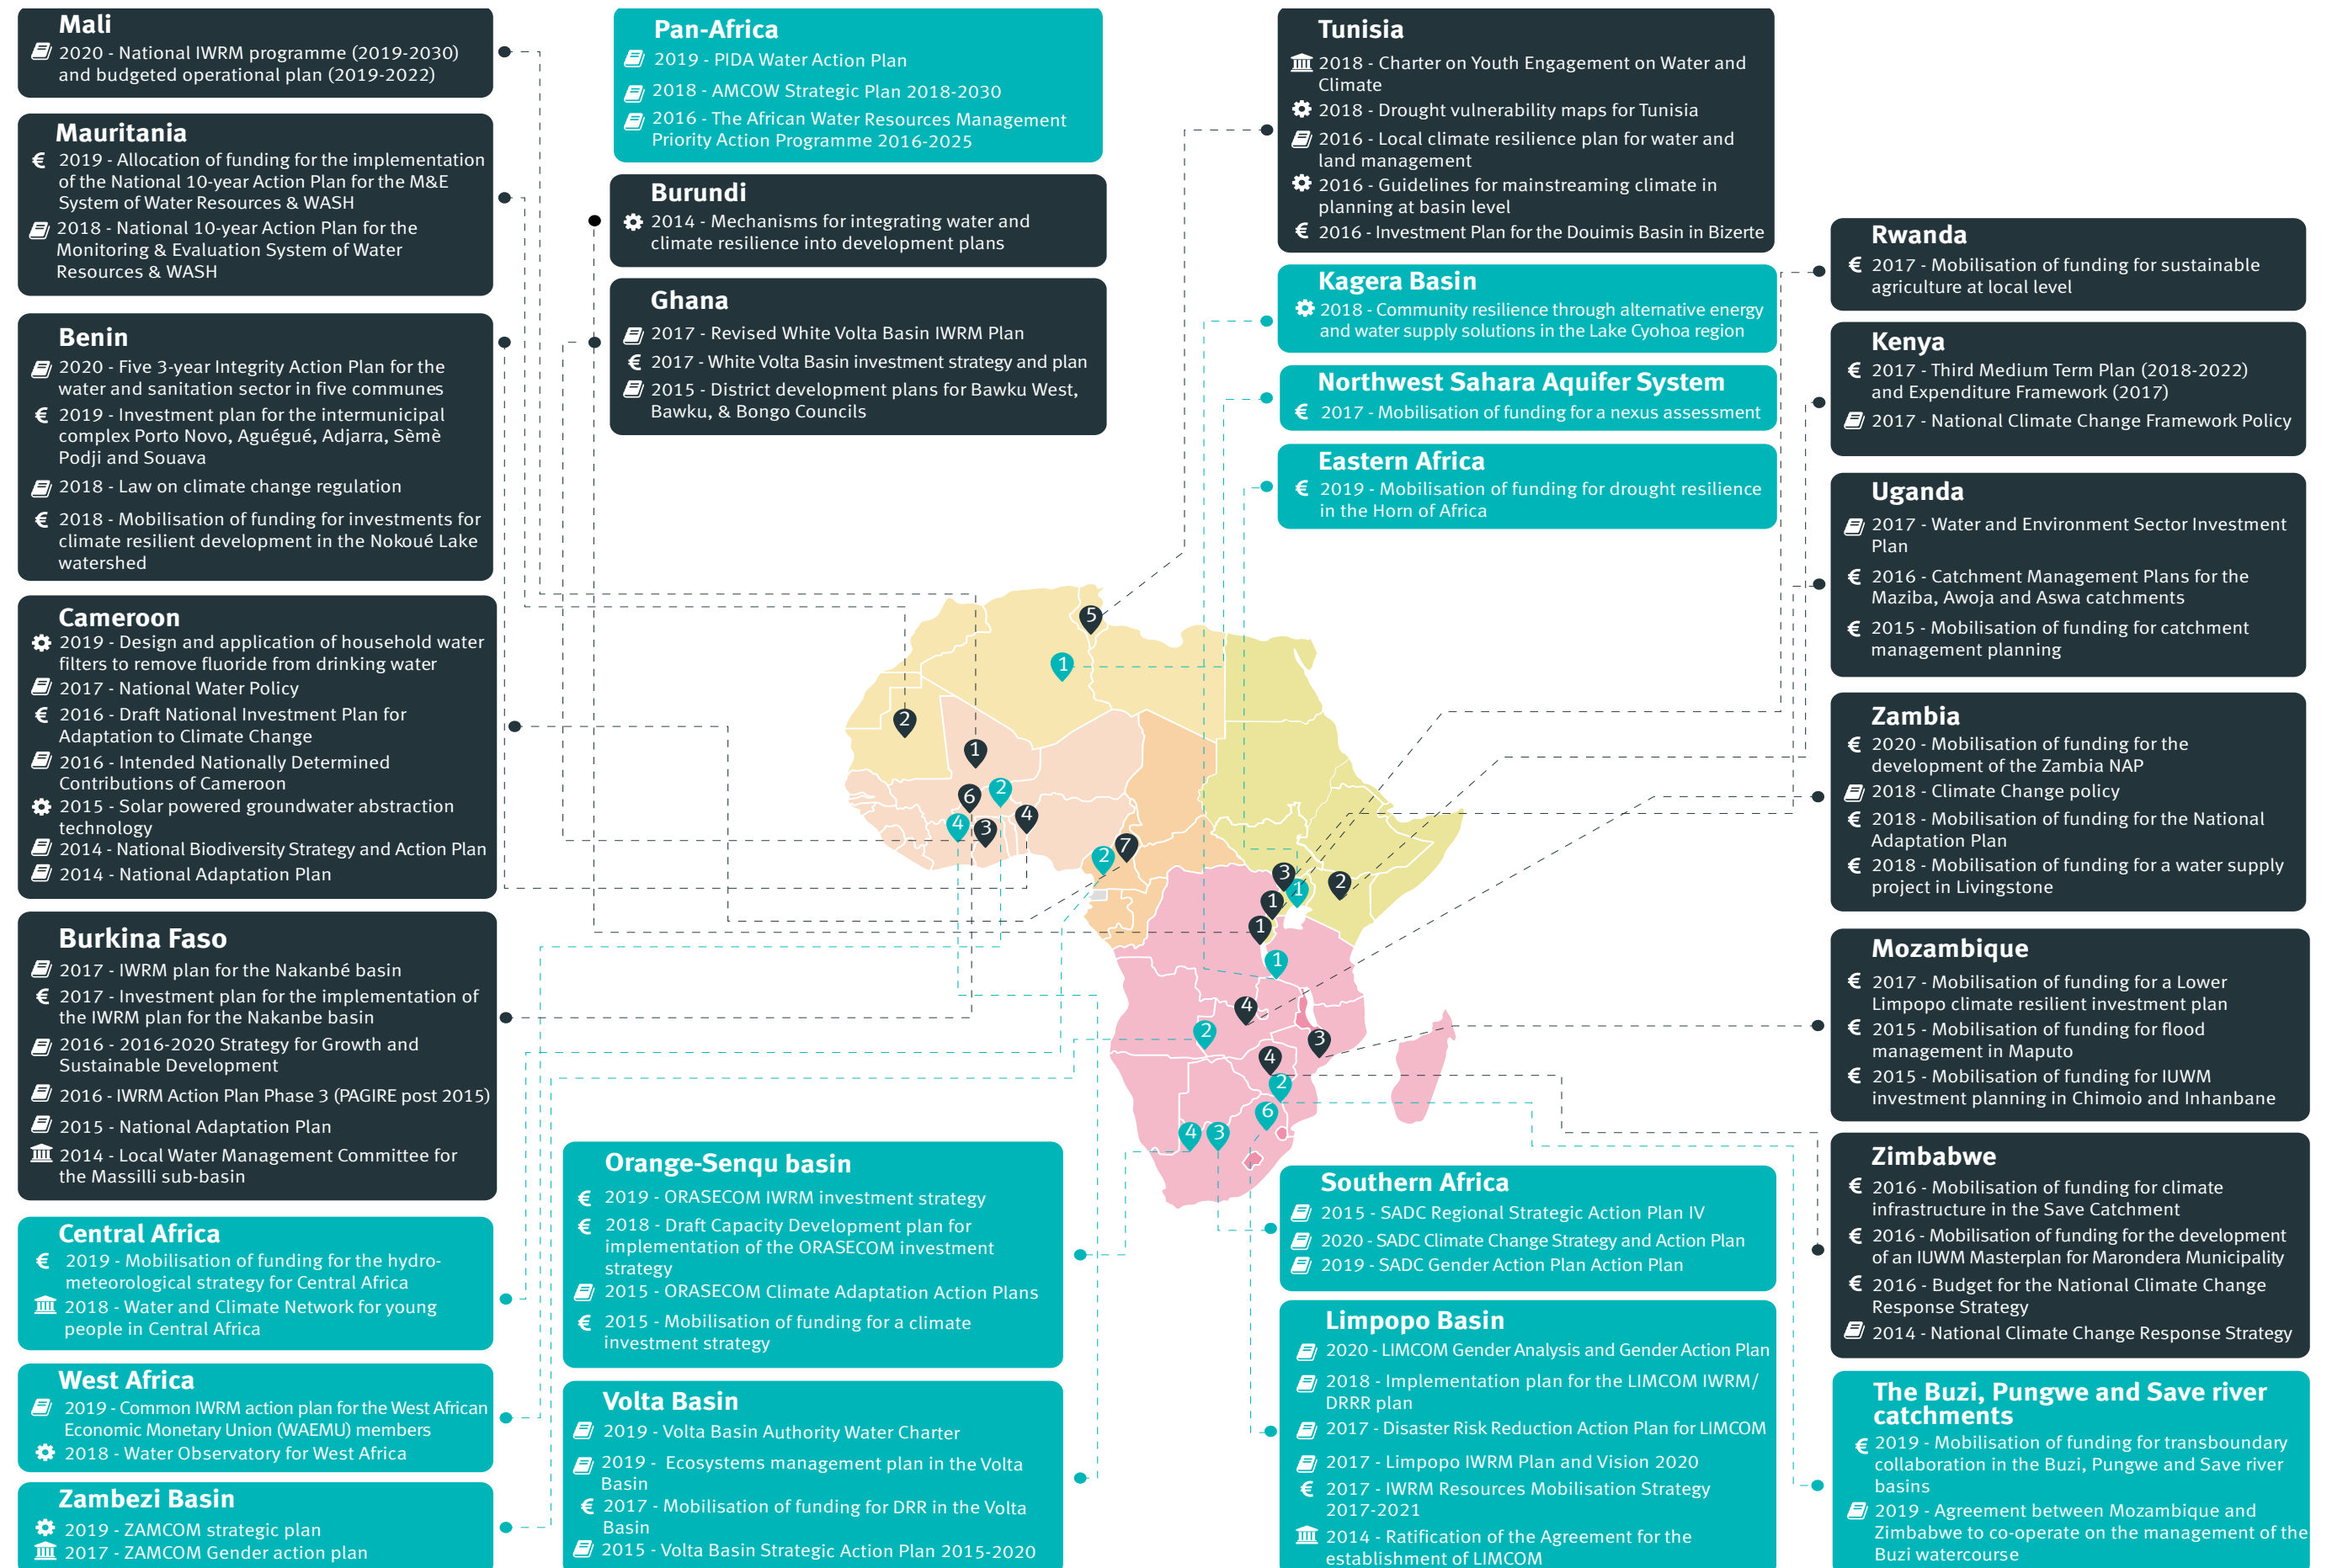 Mali
2020 - National IWRM programme (2019-2030)
and budgeted operational plan (2019-2022)
Mauritania
€ 2019 - Allocation of funding for the implementation
of the National 10-year Action Plan for the M&E
System of Water Resources & WASH
2018 - National 10-year Action Plan for the
Monitoring & Evaluation System of Water
Resources & WASH
Benin
2020 - Five 3-year Integrity Action Plan for the
water and sanitation sector in five communes
€ 2019 - Investment plan for the intermunicipal
complex Porto Novo, Aguégué, Adjarra, Sèmè
Podji and Souava
2018 - Law on climate change regulation
€ 2018 - Mobilisation of funding for investments for
climate resilient development in the Nokoué Lake
watershed
Cameroon
2019 - Design and application of household water
filters to remove fluoride from drinking water
2017 - National Water Policy
€ 2016 - Draft National Investment Plan for
Adaptation to Climate Change
2016 - Intended Nationally Determined
Contributions of Cameroon
2015 - Solar powered groundwater abstraction
technology
2014 - National Biodiversity Strategy and Action Plan
2014 - National Adaptation Plan
Burkina Faso
2017 - IWRM plan for the Nakanbé basin
€ 2017 - Investment plan for the implementation of
the IWRM plan for the Nakanbe basin
2016 - 2016-2020 Strategy for Growth and
Sustainable Development
2016 - IWRM Action Plan Phase 3 (PAGIRE post 2015)
2015 - National Adaptation Plan
2014 - Local Water Management Committee for
the Massilli sub-basin
Central Africa
€ 2019 - Mobilisation of funding for the hydro-
meteorological strategy for Central Africa
2018 - Water and Climate Network for young
people in Central Africa
West Africa
2019 - Common IWRM action plan for the West African
Economic Monetary Union (WAEMU) members
2018 - Water Observatory for West Africa
Zambezi Basin
2019 - ZAMCOM strategic plan
2017 - ZAMCOM Gender action plan
Pan-Africa
2019 - PIDA Water Action Plan
2018 - AMCOW Strategic Plan 2018-2030
2016 - The African Water Resources Management
Priority Action Programme 2016-2025
Burundi
2014 - Mechanisms for integrating water and
climate resilience into development plans
Ghana
2017 - Revised White Volta Basin IWRM Plan
€ 2017 - White Volta Basin investment strategy and plan
2015 - District development plans for Bawku West,
Bawku, & Bongo Councils
Tunisia
2018 - Charter on Youth Engagement on Water and
Climate
2018 - Drought vulnerability maps for Tunisia
2016 - Local climate resilience plan for water and
land management
2016 - Guidelines for mainstreaming climate in
planning at basin level
€ 2016 - Investment Plan for the Douimis Basin in Bizerte
Kagera Basin
2018 - Community resilience through alternative energy
and water supply solutions in the Lake Cyohoa region
Northwest Sahara Aquifer System
€ 2017 - Mobilisation of funding for a nexus assessment
Eastern Africa
€ 2019 - Mobilisation of funding for drought resilience
in the Horn of Africa
5
1
2
1
6
2
4
3
4
2
7
3
1
2
1
1
1
4
2
3
4
2
6
4
3
Orange-Senqu basin
€ 2019 - ORASECOM IWRM investment strategy
€ 2018 - Draft Capacity Development plan for
implementation of the ORASECOM investment
strategy
2015 - ORASECOM Climate Adaptation Action Plans
€ 2015 - Mobilisation of funding for a climate
investment strategy
Volta Basin
2019 - Volta Basin Authority Water Charter
2019 - Ecosystems management plan in the Volta
Basin
€ 2017 - Mobilisation of funding for DRR in the Volta
Basin
2015 - Volta Basin Strategic Action Plan 2015-2020
Southern Africa
2015 - SADC Regional Strategic Action Plan IV
2020 - SADC Climate Change Strategy and Action Plan
2019 - SADC Gender Action Plan Action Plan
Limpopo Basin
2020 - LIMCOM Gender Analysis and Gender Action Plan
2018 - Implementation plan for the LIMCOM IWRM/
DRRR plan
2017 - Disaster Risk Reduction Action Plan for LIMCOM
2017 - Limpopo IWRM Plan and Vision 2020
€ 2017 - IWRM Resources Mobilisation Strategy
2017-2021
2014 - Ratification of the Agreement for the
establishment of LIMCOM
Rwanda
€ 2017 - Mobilisation of funding for sustainable
agriculture at local level
Kenya
€ 2017 - Third Medium Term Plan (2018-2022)
and Expenditure Framework (2017)
2017 - National Climate Change Framework Policy
Uganda
2017 - Water and Environment Sector Investment
Plan
€ 2016 - Catchment Management Plans for the
Maziba, Awoja and Aswa catchments
€ 2015 - Mobilisation of funding for catchment
management planning
Zambia
€ 2020 - Mobilisation of funding for the
development of the Zambia NAP
2018 - Climate Change policy
€ 2018 - Mobilisation of funding for the National
Adaptation Plan
€ 2018 - Mobilisation of funding for a water supply
project in Livingstone
Mozambique
€ 2017 - Mobilisation of funding for a Lower
Limpopo climate resilient investment plan
€ 2015 - Mobilisation of funding for flood
management in Maputo
€ 2015 - Mobilisation of funding for IUWM
investment planning in Chimoio and Inhanbane
Zimbabwe
€ 2016 - Mobilisation of funding for climate
infrastructure in the Save Catchment
€ 2016 - Mobilisation of funding for the development
of an IUWM Masterplan for Marondera Municipality
€ 2016 - Budget for the National Climate Change
Response Strategy
2014 - National Climate Change Response Strategy
The Buzi, Pungwe and Save river
catchments
€ 2019 - Mobilisation of funding for transboundary
collaboration in the Buzi, Pungwe and Save river
basins
2019 - Agreement between Mozambique and
Zimbabwe to co-operate on the management of the
Buzi watercourse